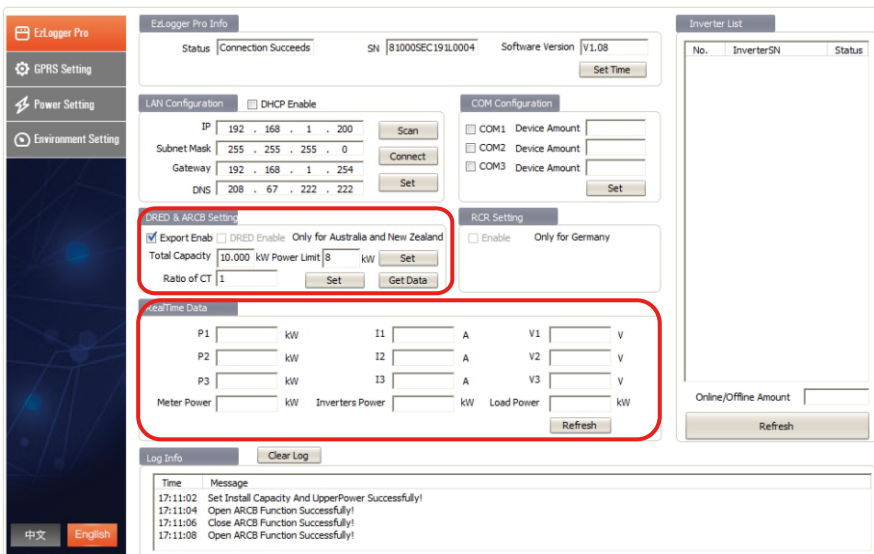 EzLogger Pro
GPRS Setting
Power Setting
Environment Setting
中文 English
EzLogger Pro Info
Status Connection Succeeds SN 81000SEC191L0004 Software Version V1.08
Set Time
LAN Configuration DHCP Enable
IP 192 . 168 . 1 . 200 Scan
Subnet Mask 255 . 255 . 255 . 0
Connect
Gateway 192 . 168 . 1 . 254
DNS 208 . 67 . 222 . 222 Set
COM Configuration
COM1 Device Amount
COM2 Device Amount
COM3 Device Amount
Set
DRED & ARCB Setting
Export Enab DRED Enable Only for Australia and New Zealand
Total Capacity 10.000 kW Power Limit 8 kW Set
Ratio of CT 1 Set Get Data
RCR Setting
Enable Only for Germany
RealTime Data
P1 kW I1 A V1 V
P2 kW I2 A V2 V
P3 kW I3 A V3 V
Meter Power kW Inverters Power kW Load Power kW
Refresh
Log Info Clear Log
Time Message
17:11:02 Set Install Capacity And UpperPower Successfully!
17:11:04 Open ARCB Function Successfully!
17:11:06 Close ARCB Function Successfully!
17:11:08 Open ARCB Function Successfully!
Inverter List
No. InverterSN Status
Online/Offline Amount
Refresh